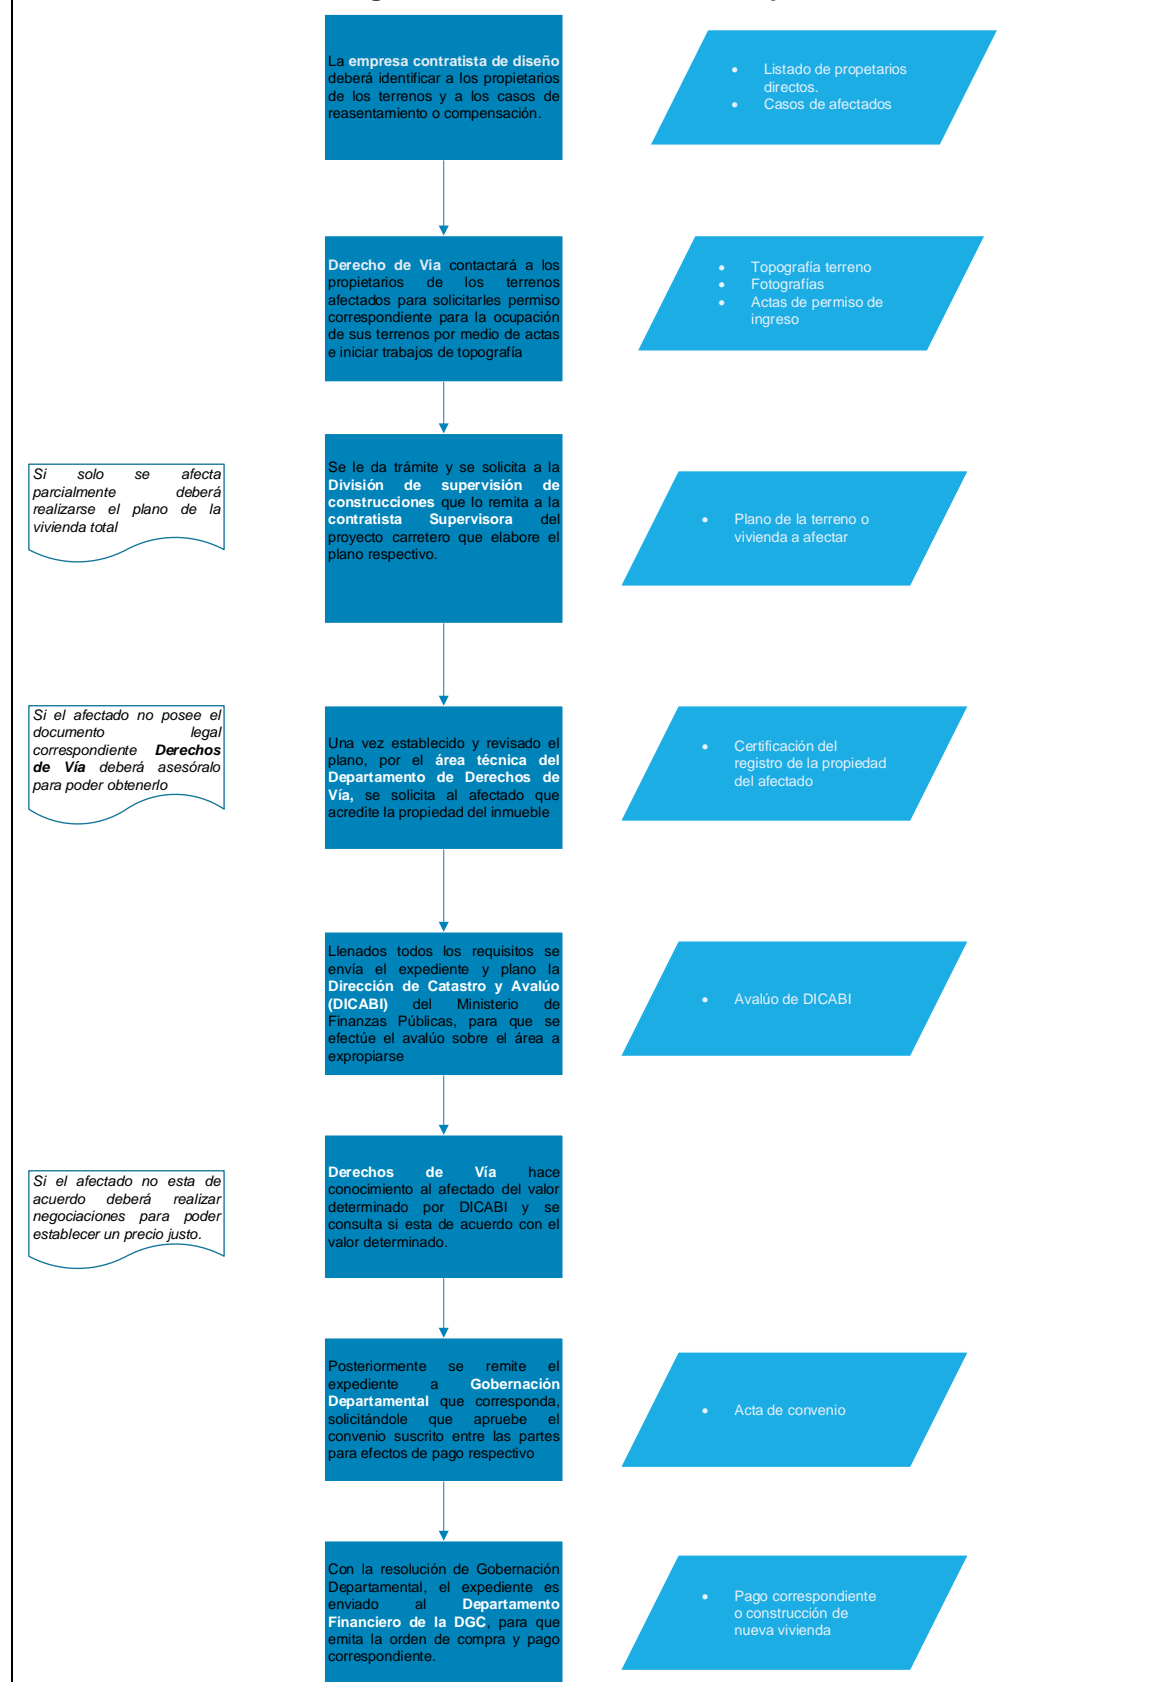 La empresa contratista de diseño
deberá identificar a los propietarios
de los terrenos y a los casos de
reasentamiento o compensación.
• Listado de propetarios
directos.
• Casos de afectados
Derecho de Via contactará a los
propietarios de los terrenos
afectados para solicitarles permiso
correspondiente para la ocupación
de sus terrenos por medio de actas
e iniciar trabajos de topografía
• Topografía terreno
• Fotografías
• Actas de permiso de
ingreso
Si solo se afecta
parcialmente deberá
realizarse el plano de la
vivienda total
Se le da trámite y se solicita a la
División de supervisión de
construcciones que lo remita a la
contratista Supervisora del
proyecto carretero que elabore el
plano respectivo.
• Plano de la terreno o
vivienda a afectar
Si el afectado no posee el
documento legal
correspondiente Derechos
de Vía deberá asesóralo
para poder obtenerlo
Una vez establecido y revisado el
plano, por el área técnica del
Departamento de Derechos de
Vía, se solicita al afectado que
acredite la propiedad del inmueble
• Certificación del
registro de la propiedad
del afectado
Llenados todos los requisitos se
envía el expediente y plano la
Dirección de Catastro y Avalúo
(DICABI) del Ministerio de
Finanzas Públicas, para que se
efectúe el avalúo sobre el área a
expropiarse
• Avalúo de DICABI
Si el afectado no esta de
acuerdo deberá realizar
negociaciones para poder
establecer un precio justo.
Derechos de Vía hace
conocimiento al afectado del valor
determinado por DICABI y se
consulta si esta de acuerdo con el
valor determinado.
Posteriormente se remite el
expediente a Gobernación
Departamental que corresponda,
solicitándole que apruebe el
convenio suscrito entre las partes
para efectos de pago respectivo
• Acta de convenio
Con la resolución de Gobernación
Departamental, el expediente es
enviado al Departamento
Financiero de la DGC, para que
emita la orden de compra y pago
correspondiente.
• Pago correspondiente
o construcción de
nueva vivienda